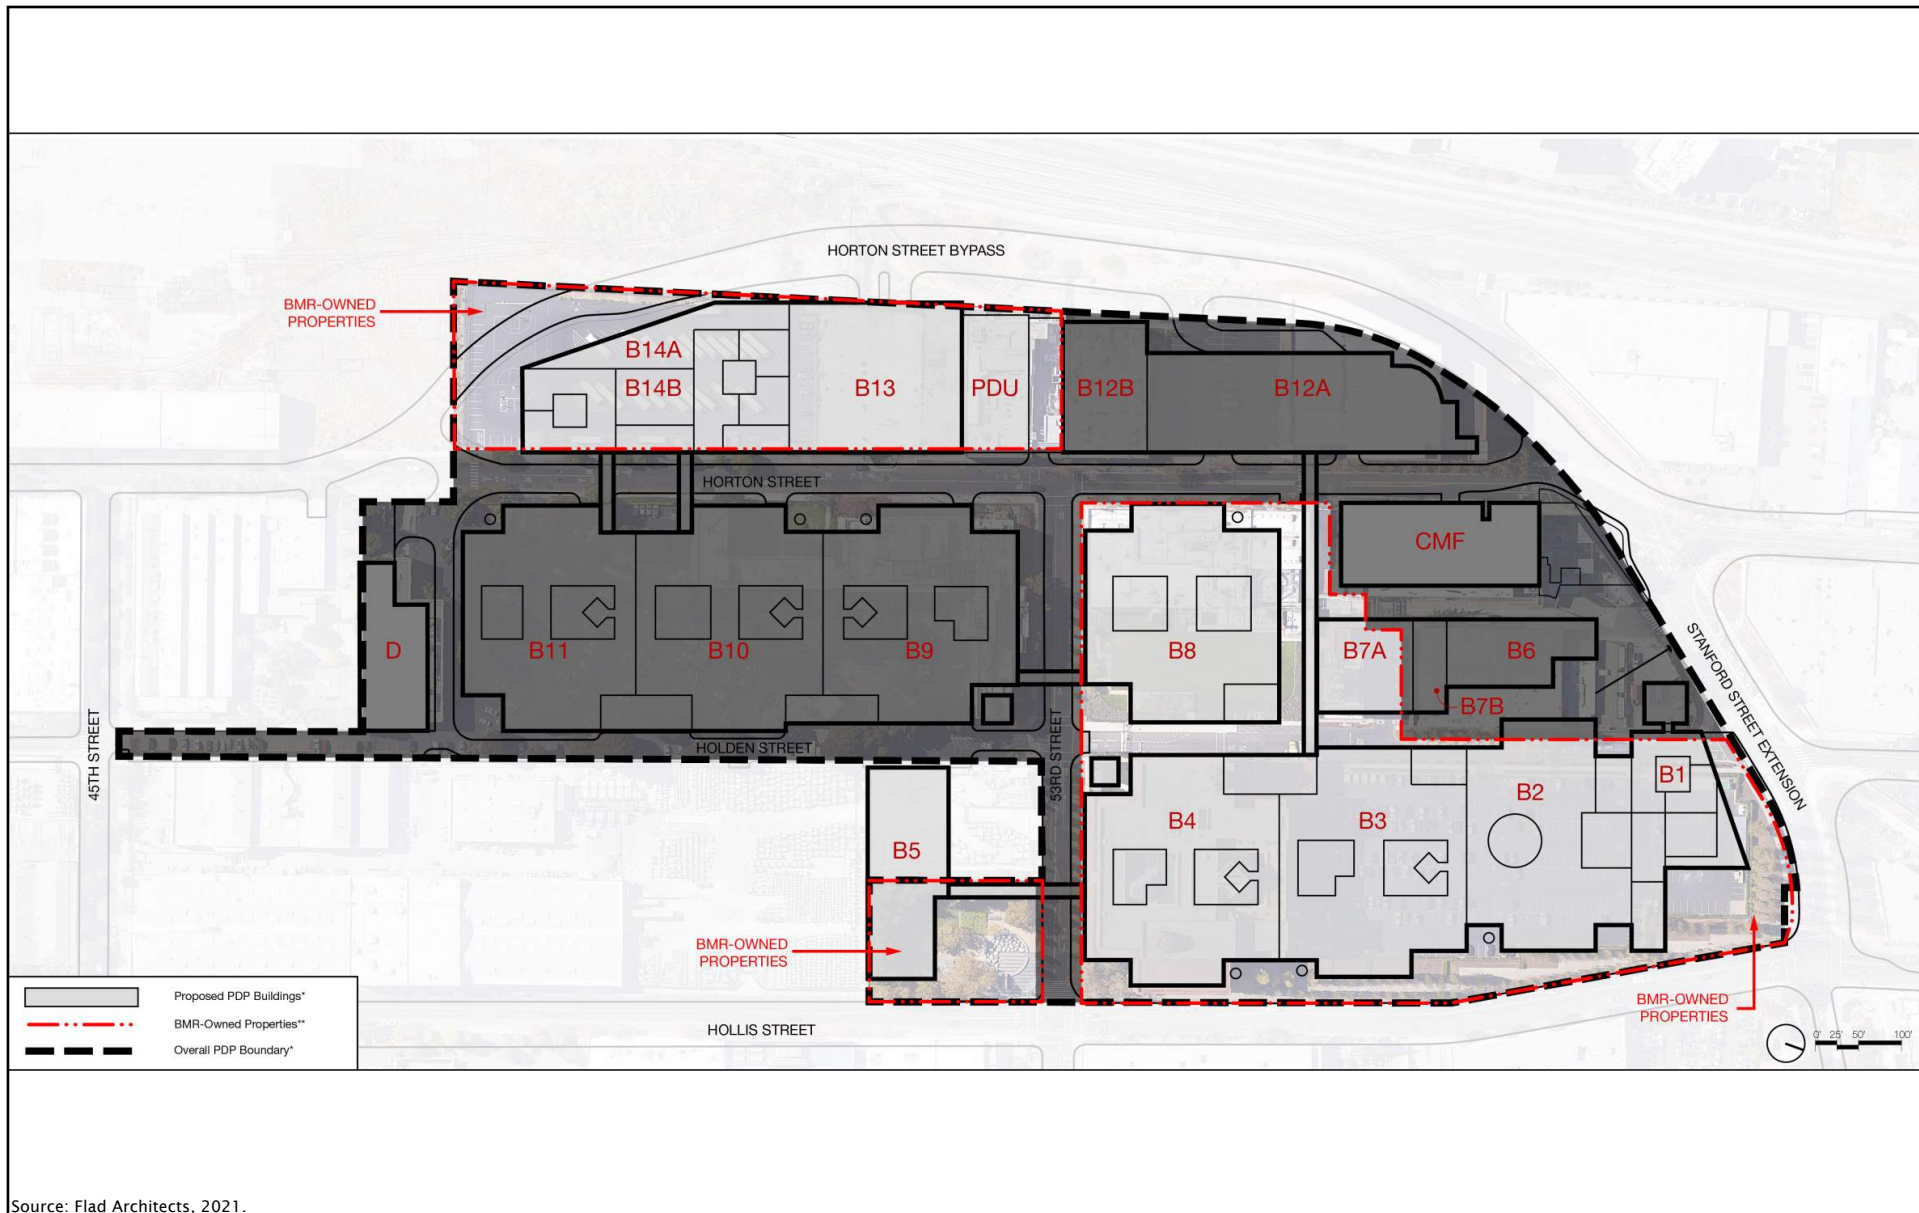 HORTON STREET BYPASS
BMR-OWNED
PROPERTIES
B14A
B14B
B13
PDU
B12B
B12A
HORTON STREET
CMF
D
B11
B10
B9
B8
B7A
B6
B7B
STANFORD STREET EXTENSION
45TH STREET
HOLDEN STREET
53RD STREET
B1
B2
B3
B4
B5
BMR-OWNED
PROPERTIES
BMR-OWNED
PROPERTIES
HOLLIS STREET
Proposed PDP Buildings*
BMR-Owned Properties**
Overall PDP Boundary*
0' 25' 50' 100'
Source: Flad Architects, 2021.